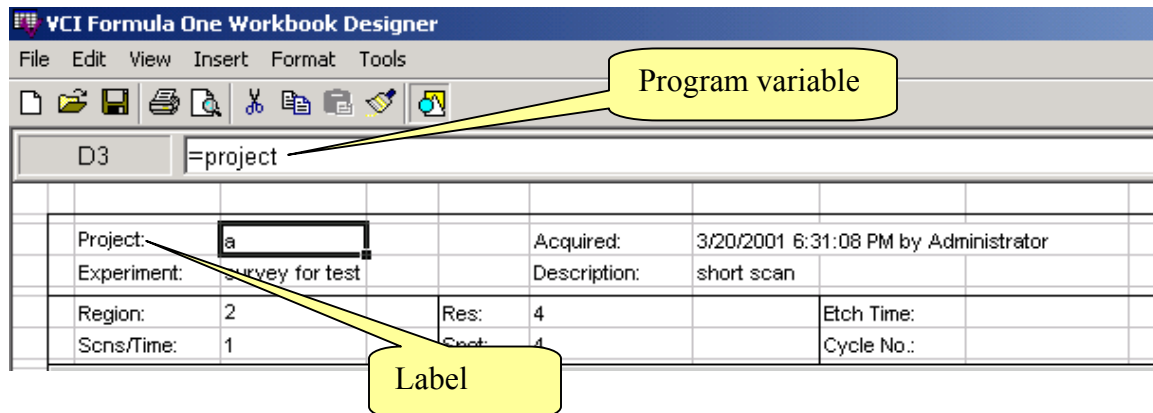 VCI Formula One Workbook Designer
File Edit View Insert Format Tools
Program variable
D3 =project
Project: a Acquired: 3/20/2001 6:31:08 PM by Administrator
Experiment: survey for test Description: short scan
Region: 2 Res: 4 Etch Time:
Scns/Time: 1 4 Cycle No.:
Label